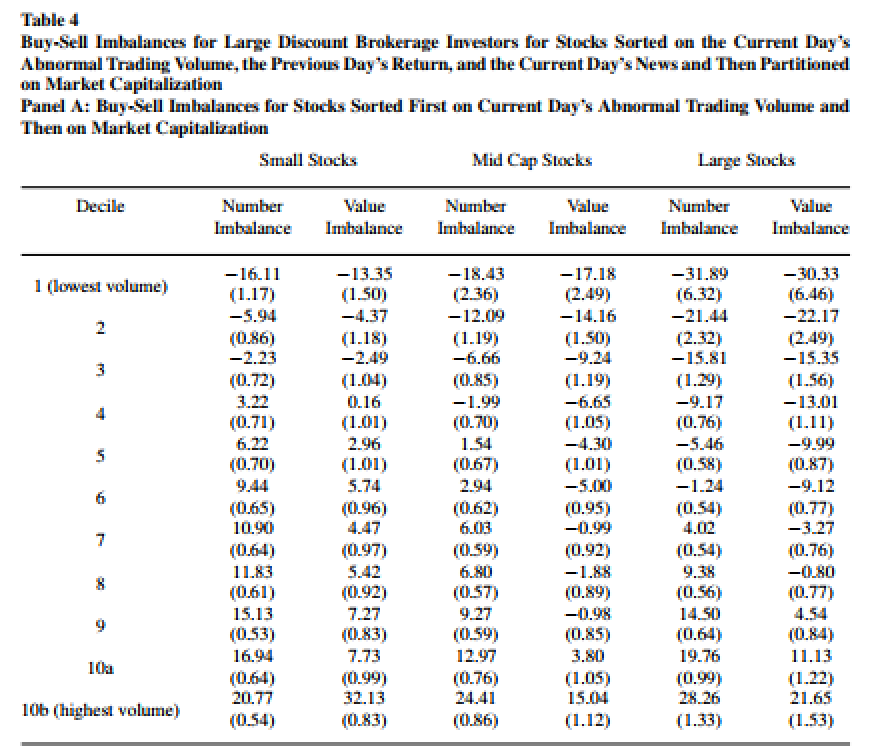 Table 4
Buy-Sell Imbalances for Large Discount Brokerage Investors for Stocks Sorted on the Current Day's
Abnormal Trading Volume, the Previous Day's Return, and the Current Day's News and Then Partitioned
on Market Capitalization
Panel A: Buy-Sell Imbalances for Stocks Sorted First on Current Day's Abnormal Trading Volume and
Then on Market Capitalization
Small Stocks Mid Cap Stocks Large Stocks
Decile Number Value Number Value Number Value
Imbalance Imbalance Imbalance Imbalance Imbalance Imbalance
−16.11 −13.35 −18.43 −17.18 −31.89 −30.33
1 (lowest volume)
(1.17) (1.50) (2.36) (2.49) (6.32) (6.46)
−5.94 −4.37 −12.09 −14.16 −21.44 −22.17
2
(0.86) (1.18) (1.19) (1.50) (2.32) (2.49)
−2.23 −2.49 −6.66 −9.24 −15.81 −15.35
3
(0.72) (1.04) (0.85) (1.19) (1.29) (1.56)
3.22 0.16 −1.99 −6.65 −9.17 −13.01
4
(0.71) (1.01) (0.70) (1.05) (0.76) (1.11)
6.22 2.96 1.54 −4.30 −5.46 −9.99
5
(0.70) (1.01) (0.67) (1.01) (0.58) (0.87)
9.44 5.74 2.94 −5.00 −1.24 −9.12
6
(0.65) (0.96) (0.62) (0.95) (0.54) (0.77)
10.90 4.47 6.03 −0.99 4.02 −3.27
7
(0.64) (0.97) (0.59) (0.92) (0.54) (0.76)
11.83 5.42 6.80 −1.88 9.38 −0.80
8
(0.61) (0.92) (0.57) (0.89) (0.56) (0.77)
15.13 7.27 9.27 −0.98 14.50 4.54
9
(0.53) (0.83) (0.59) (0.85) (0.64) (0.84)
16.94 7.73 12.97 3.80 19.76 11.13
10a
(0.64) (0.99) (0.76) (1.05) (0.99) (1.22)
20.77 32.13 24.41 15.04 28.26 21.65
10b (highest volume)
(0.54) (0.83) (0.86) (1.12) (1.33) (1.53)